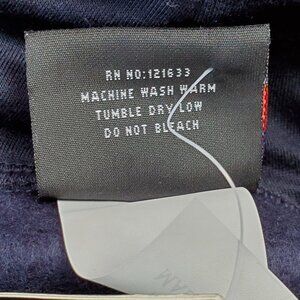 RN NO:121633
MACHINE WASH WARM
TUMBLE DRY LOW
DO NOT BLEACH